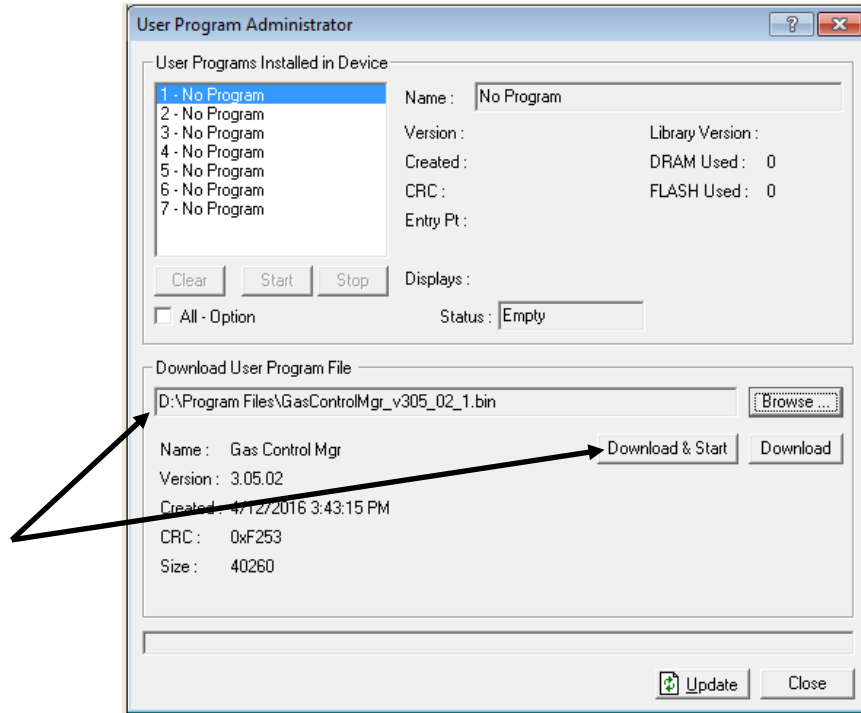 User Program Administrator
User Programs Installed in Device
1 - No Program
2 - No Program
3 - No Program
4 - No Program
5 - No Program
6 - No Program
7 - No Program
Clear Start Stop
All - Option
Name : No Program
Version : Library Version :
Created : DRAM Used : 0
CRC : FLASH Used : 0
Entry Pt :
Displays :
Status : Empty
Download User Program File
D:\Program Files\GasControlMgr_v305_02_1.bin Browse ...
Name : Gas Control Mgr Download & Start Download
Version : 3.05.02
Created : 4/12/2016 3:43:15 PM
CRC : 0xF253
Size : 40260
Update Close